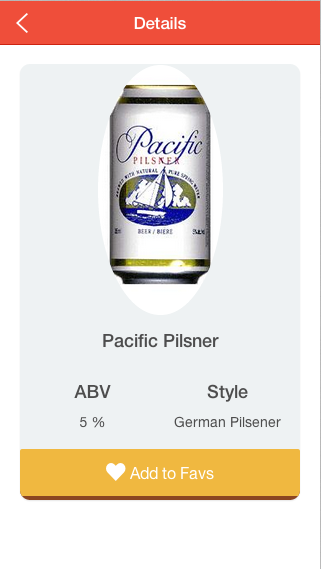 Details
Pacific
PILSNER
BREWED WITH NATURAL PURE SPRING WATER
BEER / BIÈRE
Pacific Pilsner
ABV
Style
5 %
German Pilsener
Add to Favs